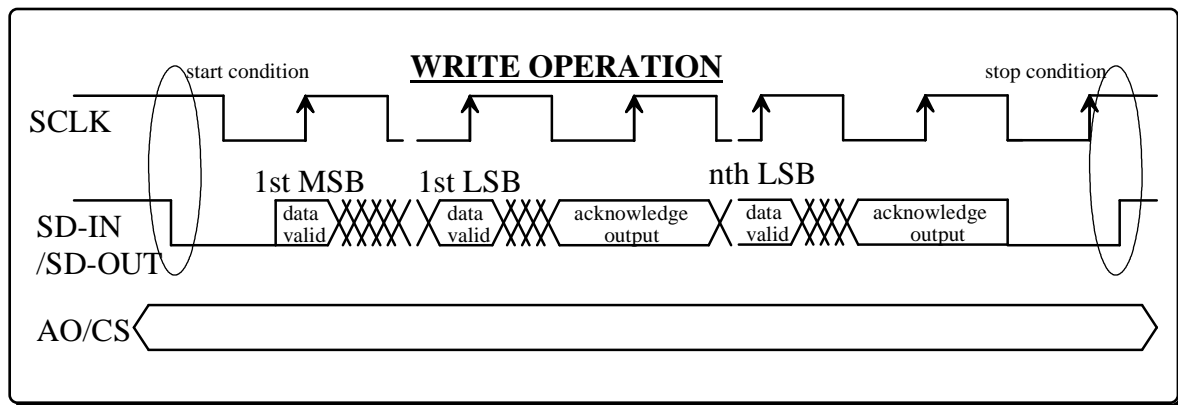 WRITE OPERATION
start condition
stop condition
SCLK
1st MSB
1st LSB
nth LSB
SD-IN
/SD-OUT
data
valid
data
valid
acknowledge
output
data
valid
acknowledge
output
AO/CS